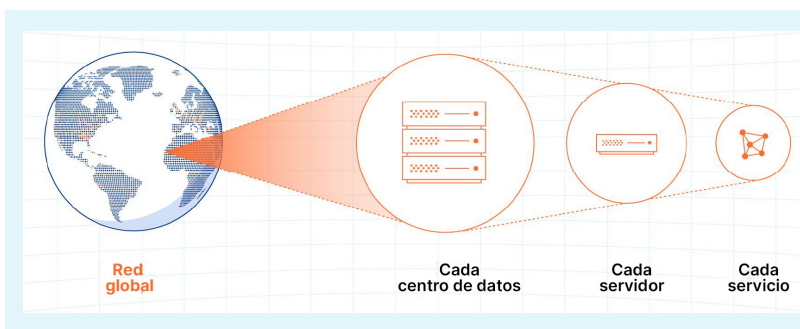 Red
global
Cada
centro de datos
Cada
servidor
Cada
servicio